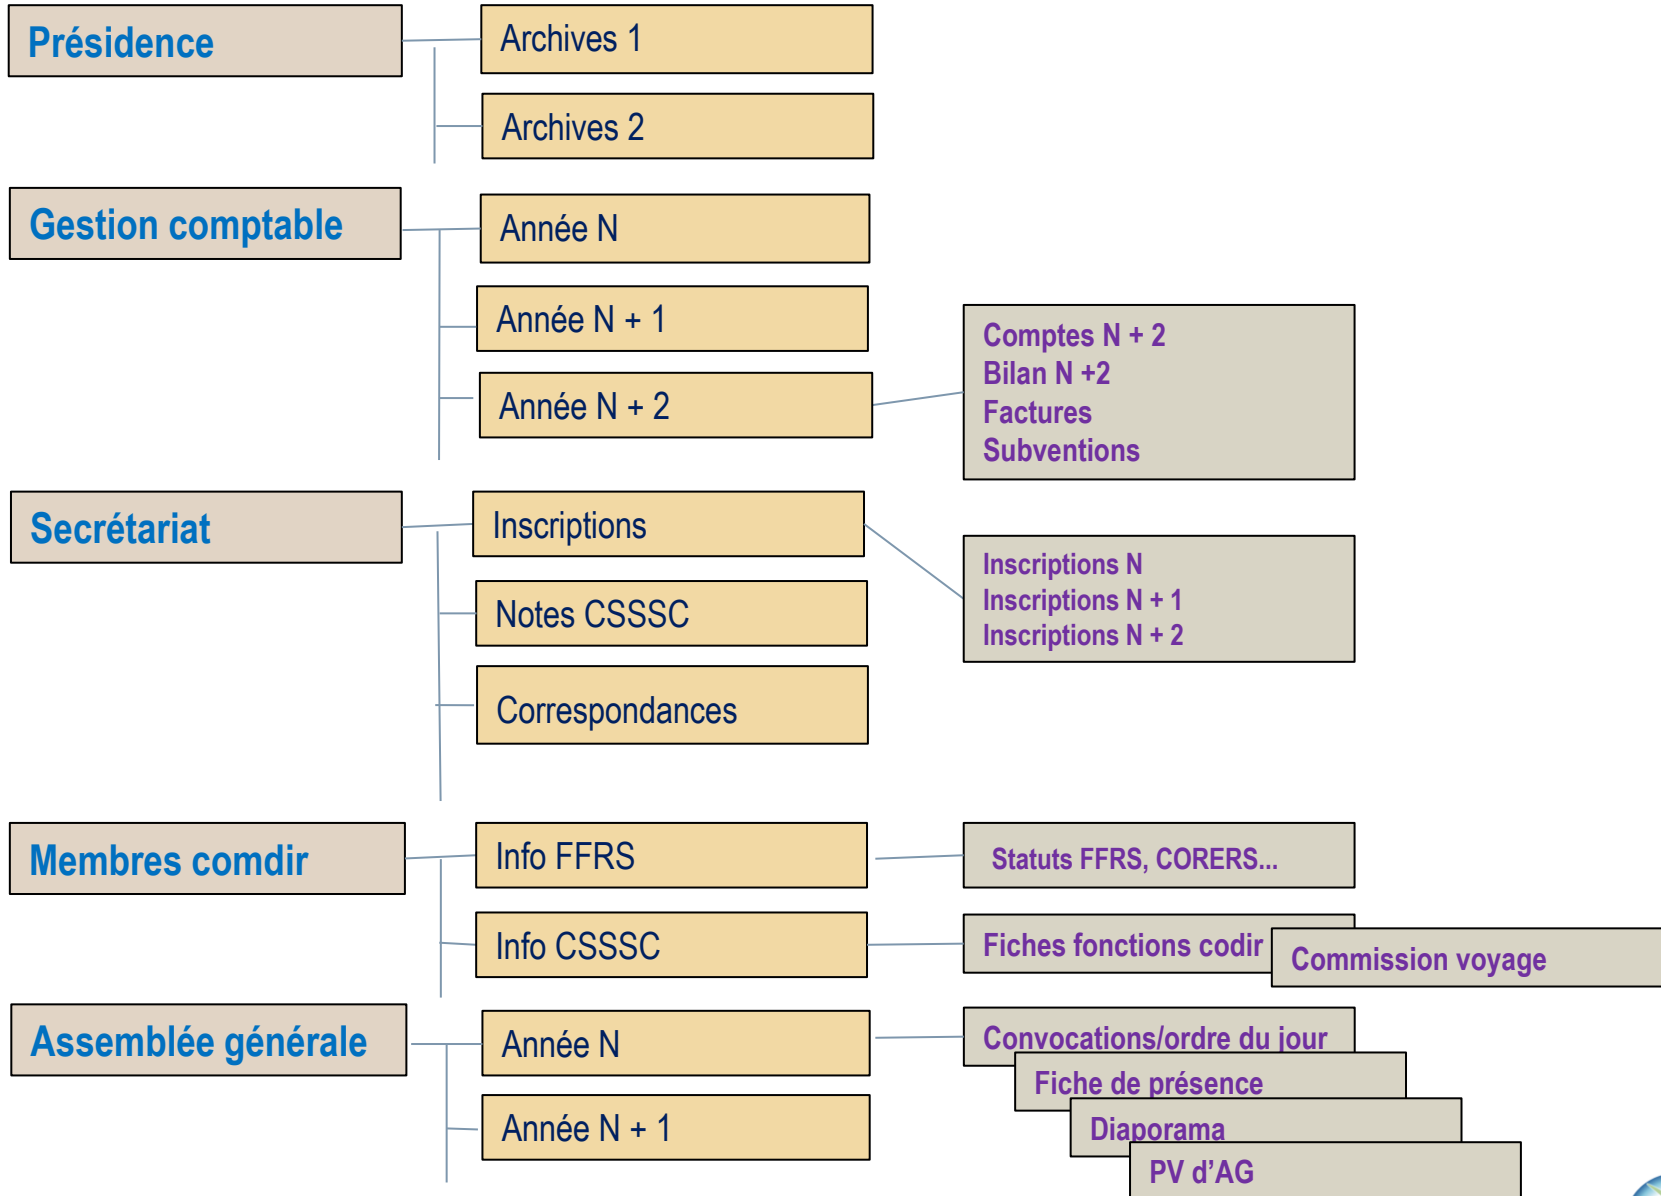 Présidence
Archives 1
Archives 2
Gestion comptable
Année N
Année N + 1
Année N + 2
Comptes N + 2
Bilan N +2
Factures
Subventions
Secrétariat
Inscriptions
Notes CSSSC
Correspondances
Inscriptions N
Inscriptions N + 1
Inscriptions N + 2
Membres comdir
Info FFRS
Statuts FFRS, CORERS...
Info CSSSC
Fiches fonctions codir
Commission voyage
Assemblée générale
Année N
Année N + 1
Convocations/ordre du jour
Fiche de présence
Diaporama
PV d’AG